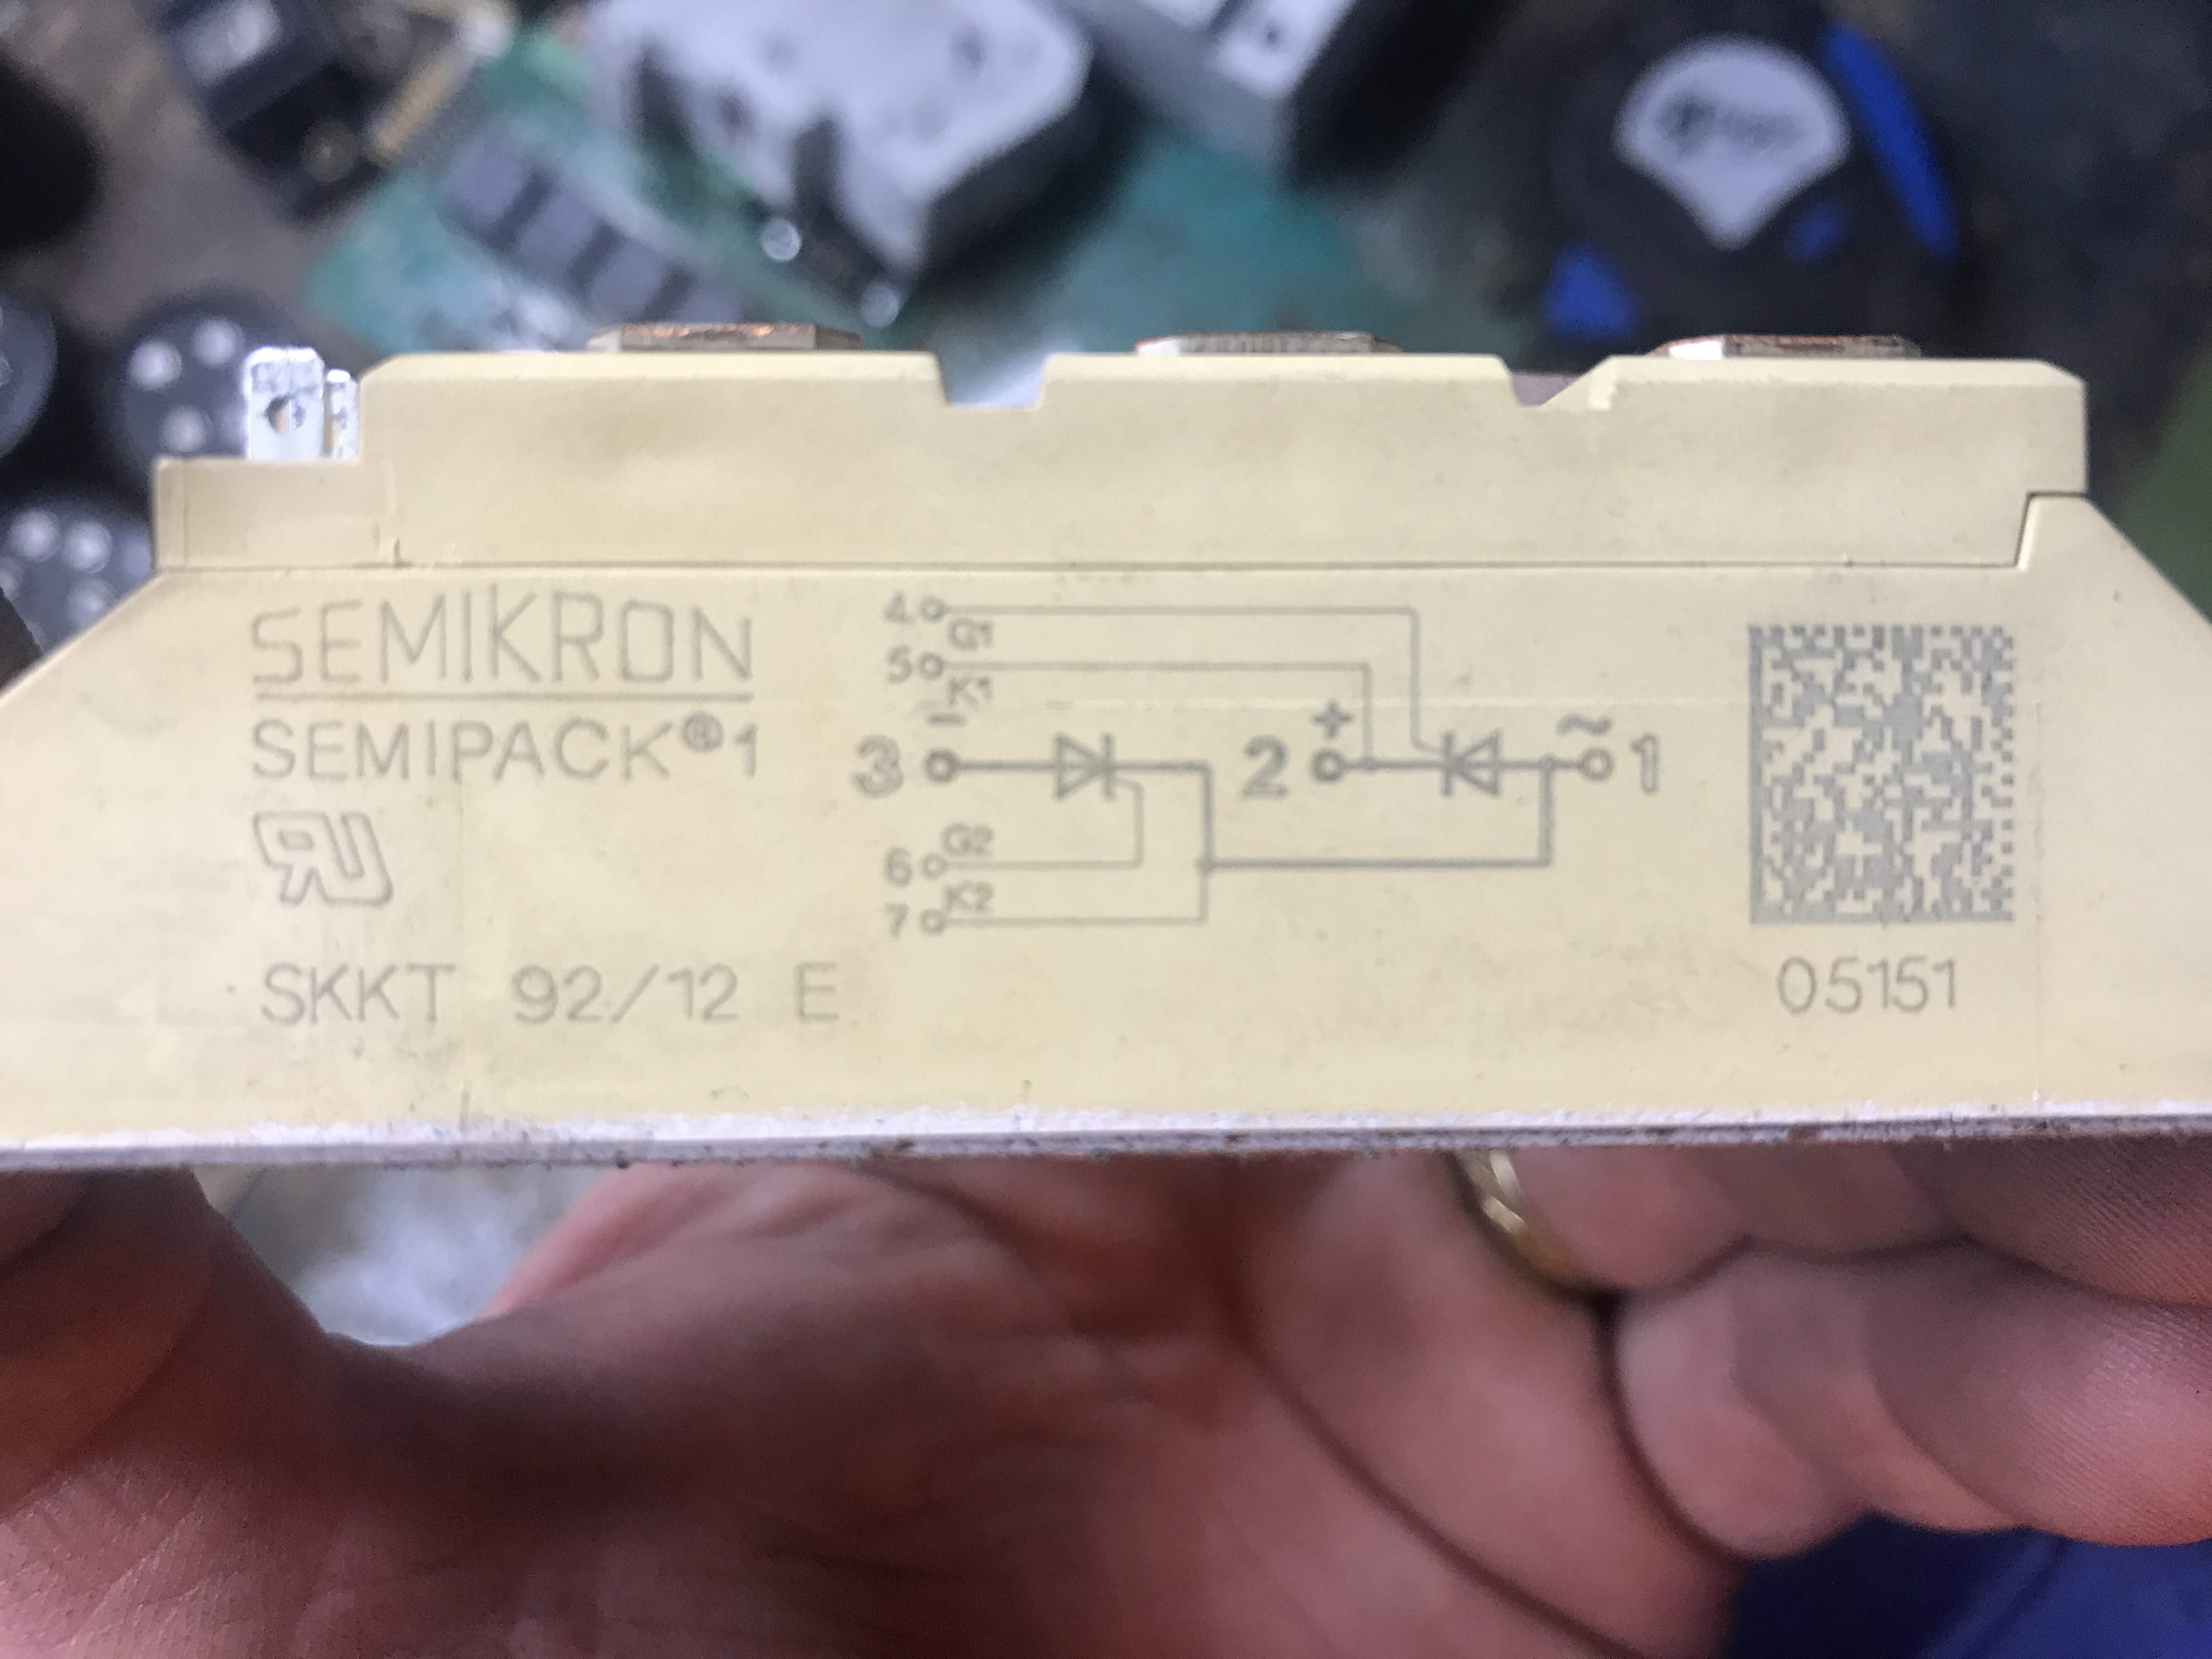 SEMIKRON
SEMIPACK® 1
SKKT 92/12 E
4 G1
5 K1
3 -
2 +
~ 1
6 G2
7 K2
05151